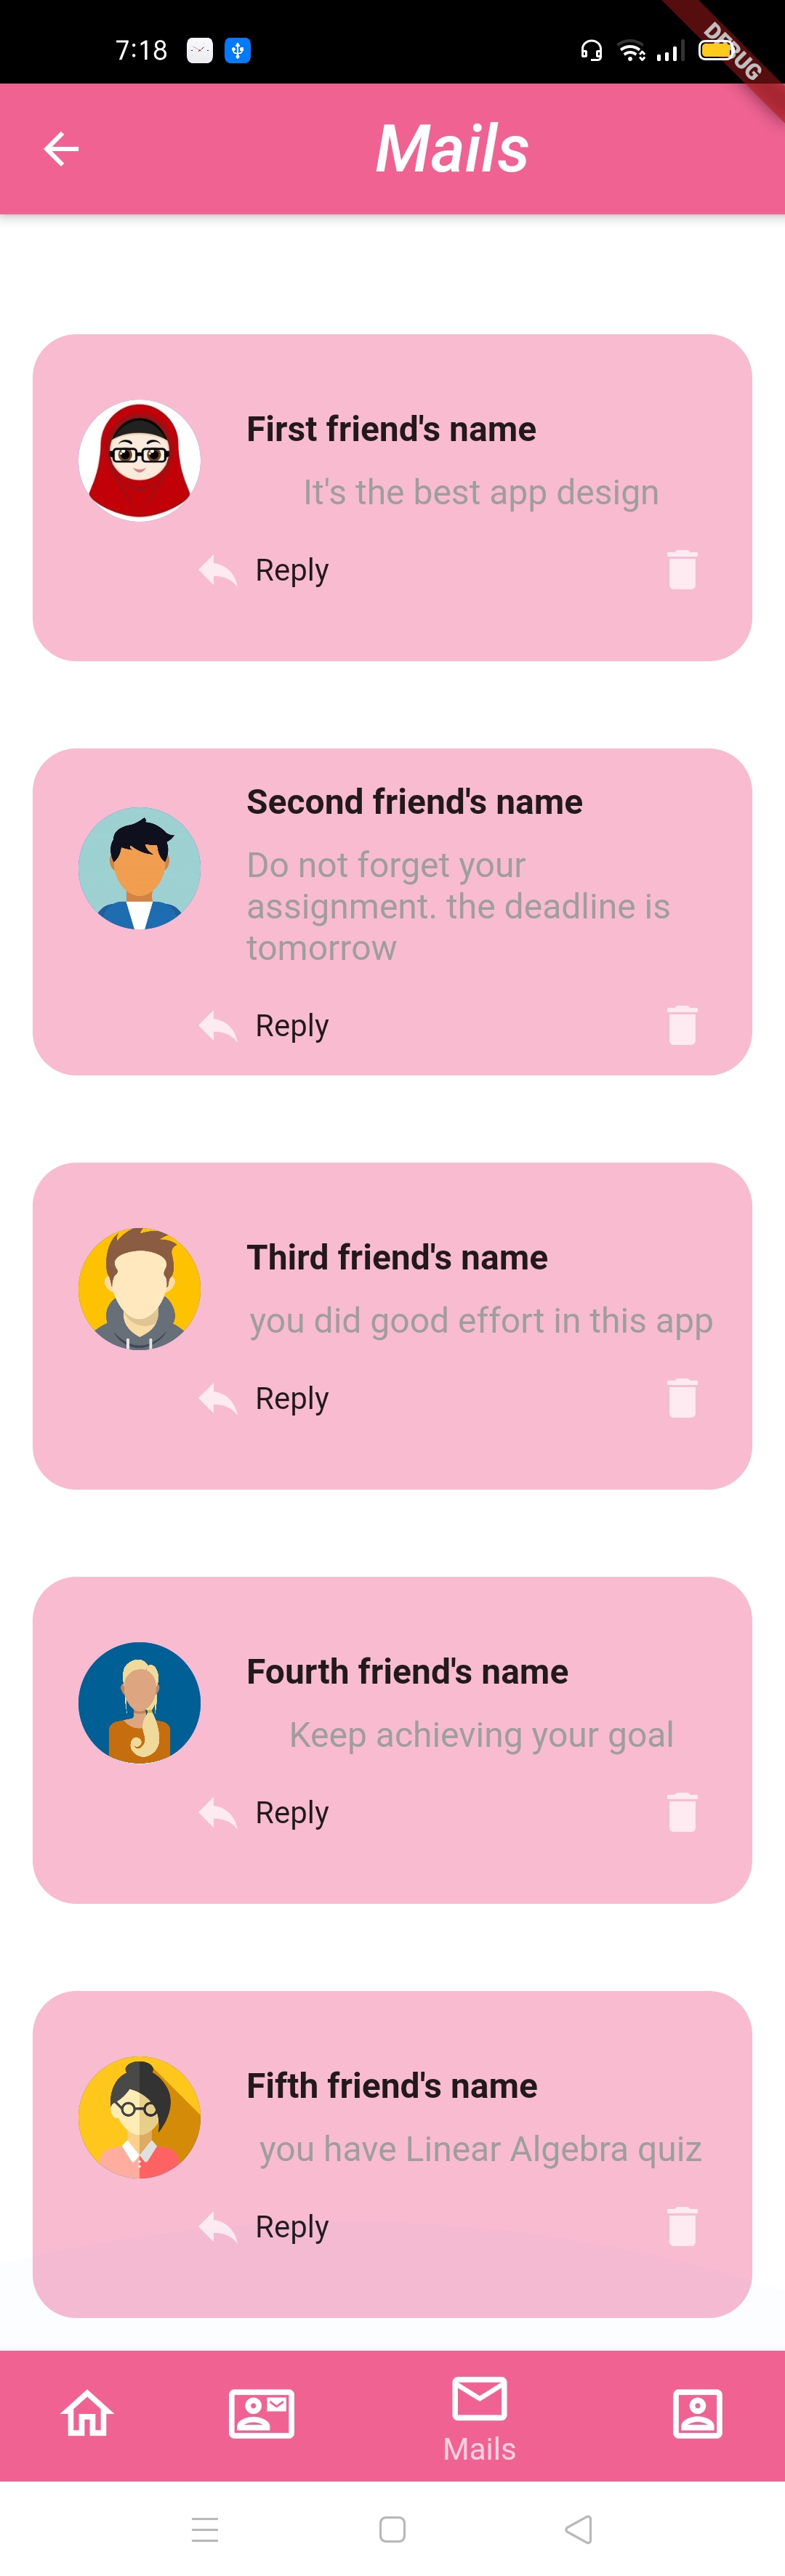 7:18
DEBUG
Mails
First friend's name
It's the best app design
Reply
Second friend's name
Do not forget your
assignment. the deadline is
tomorrow
Reply
Third friend's name
you did good effort in this app
Reply
Fourth friend's name
Keep achieving your goal
Reply
Fifth friend's name
you have Linear Algebra quiz
Reply
Mails